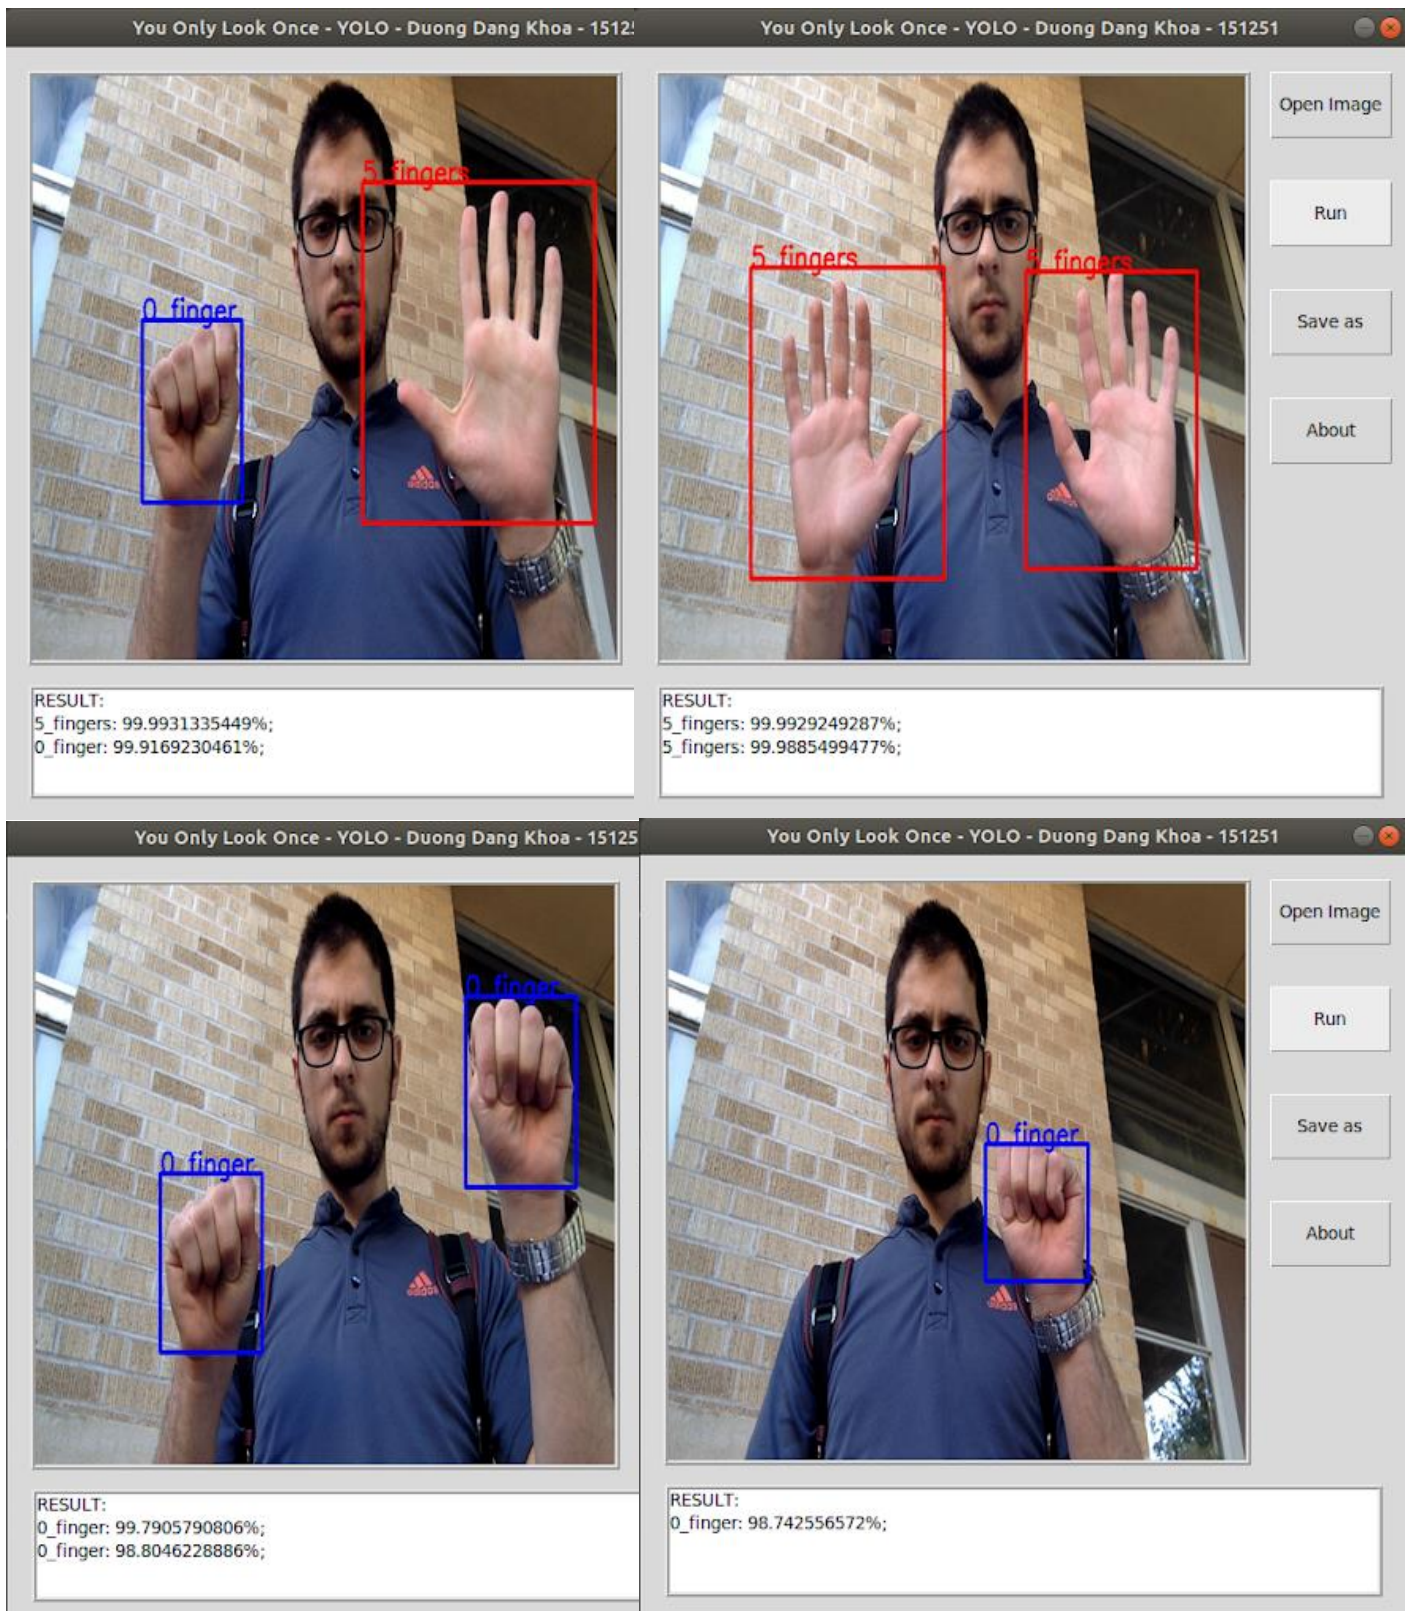 You Only Look Once - YOLO - Duong Dang Khoa - 1512
5_fingers
0_finger
adidas
RESULT:
5_fingers: 99.9931335449%;
0_finger: 99.9169230461%;
You Only Look Once - YOLO - Duong Dang Khoa - 151251
Open Image
Run
Save as
About
5_fingers
5_fingers
RESULT:
5_fingers: 99.9929249287%;
5_fingers: 99.9885499477%;
You Only Look Once - YOLO - Duong Dang Khoa - 15125
0_finger
0_finger
adidas
RESULT:
0_finger: 99.7905790806%;
0_finger: 98.8046228886%;
You Only Look Once - YOLO - Duong Dang Khoa - 151251
Open Image
Run
Save as
About
0_finger
adidas
RESULT:
0_finger: 98.742556572%;